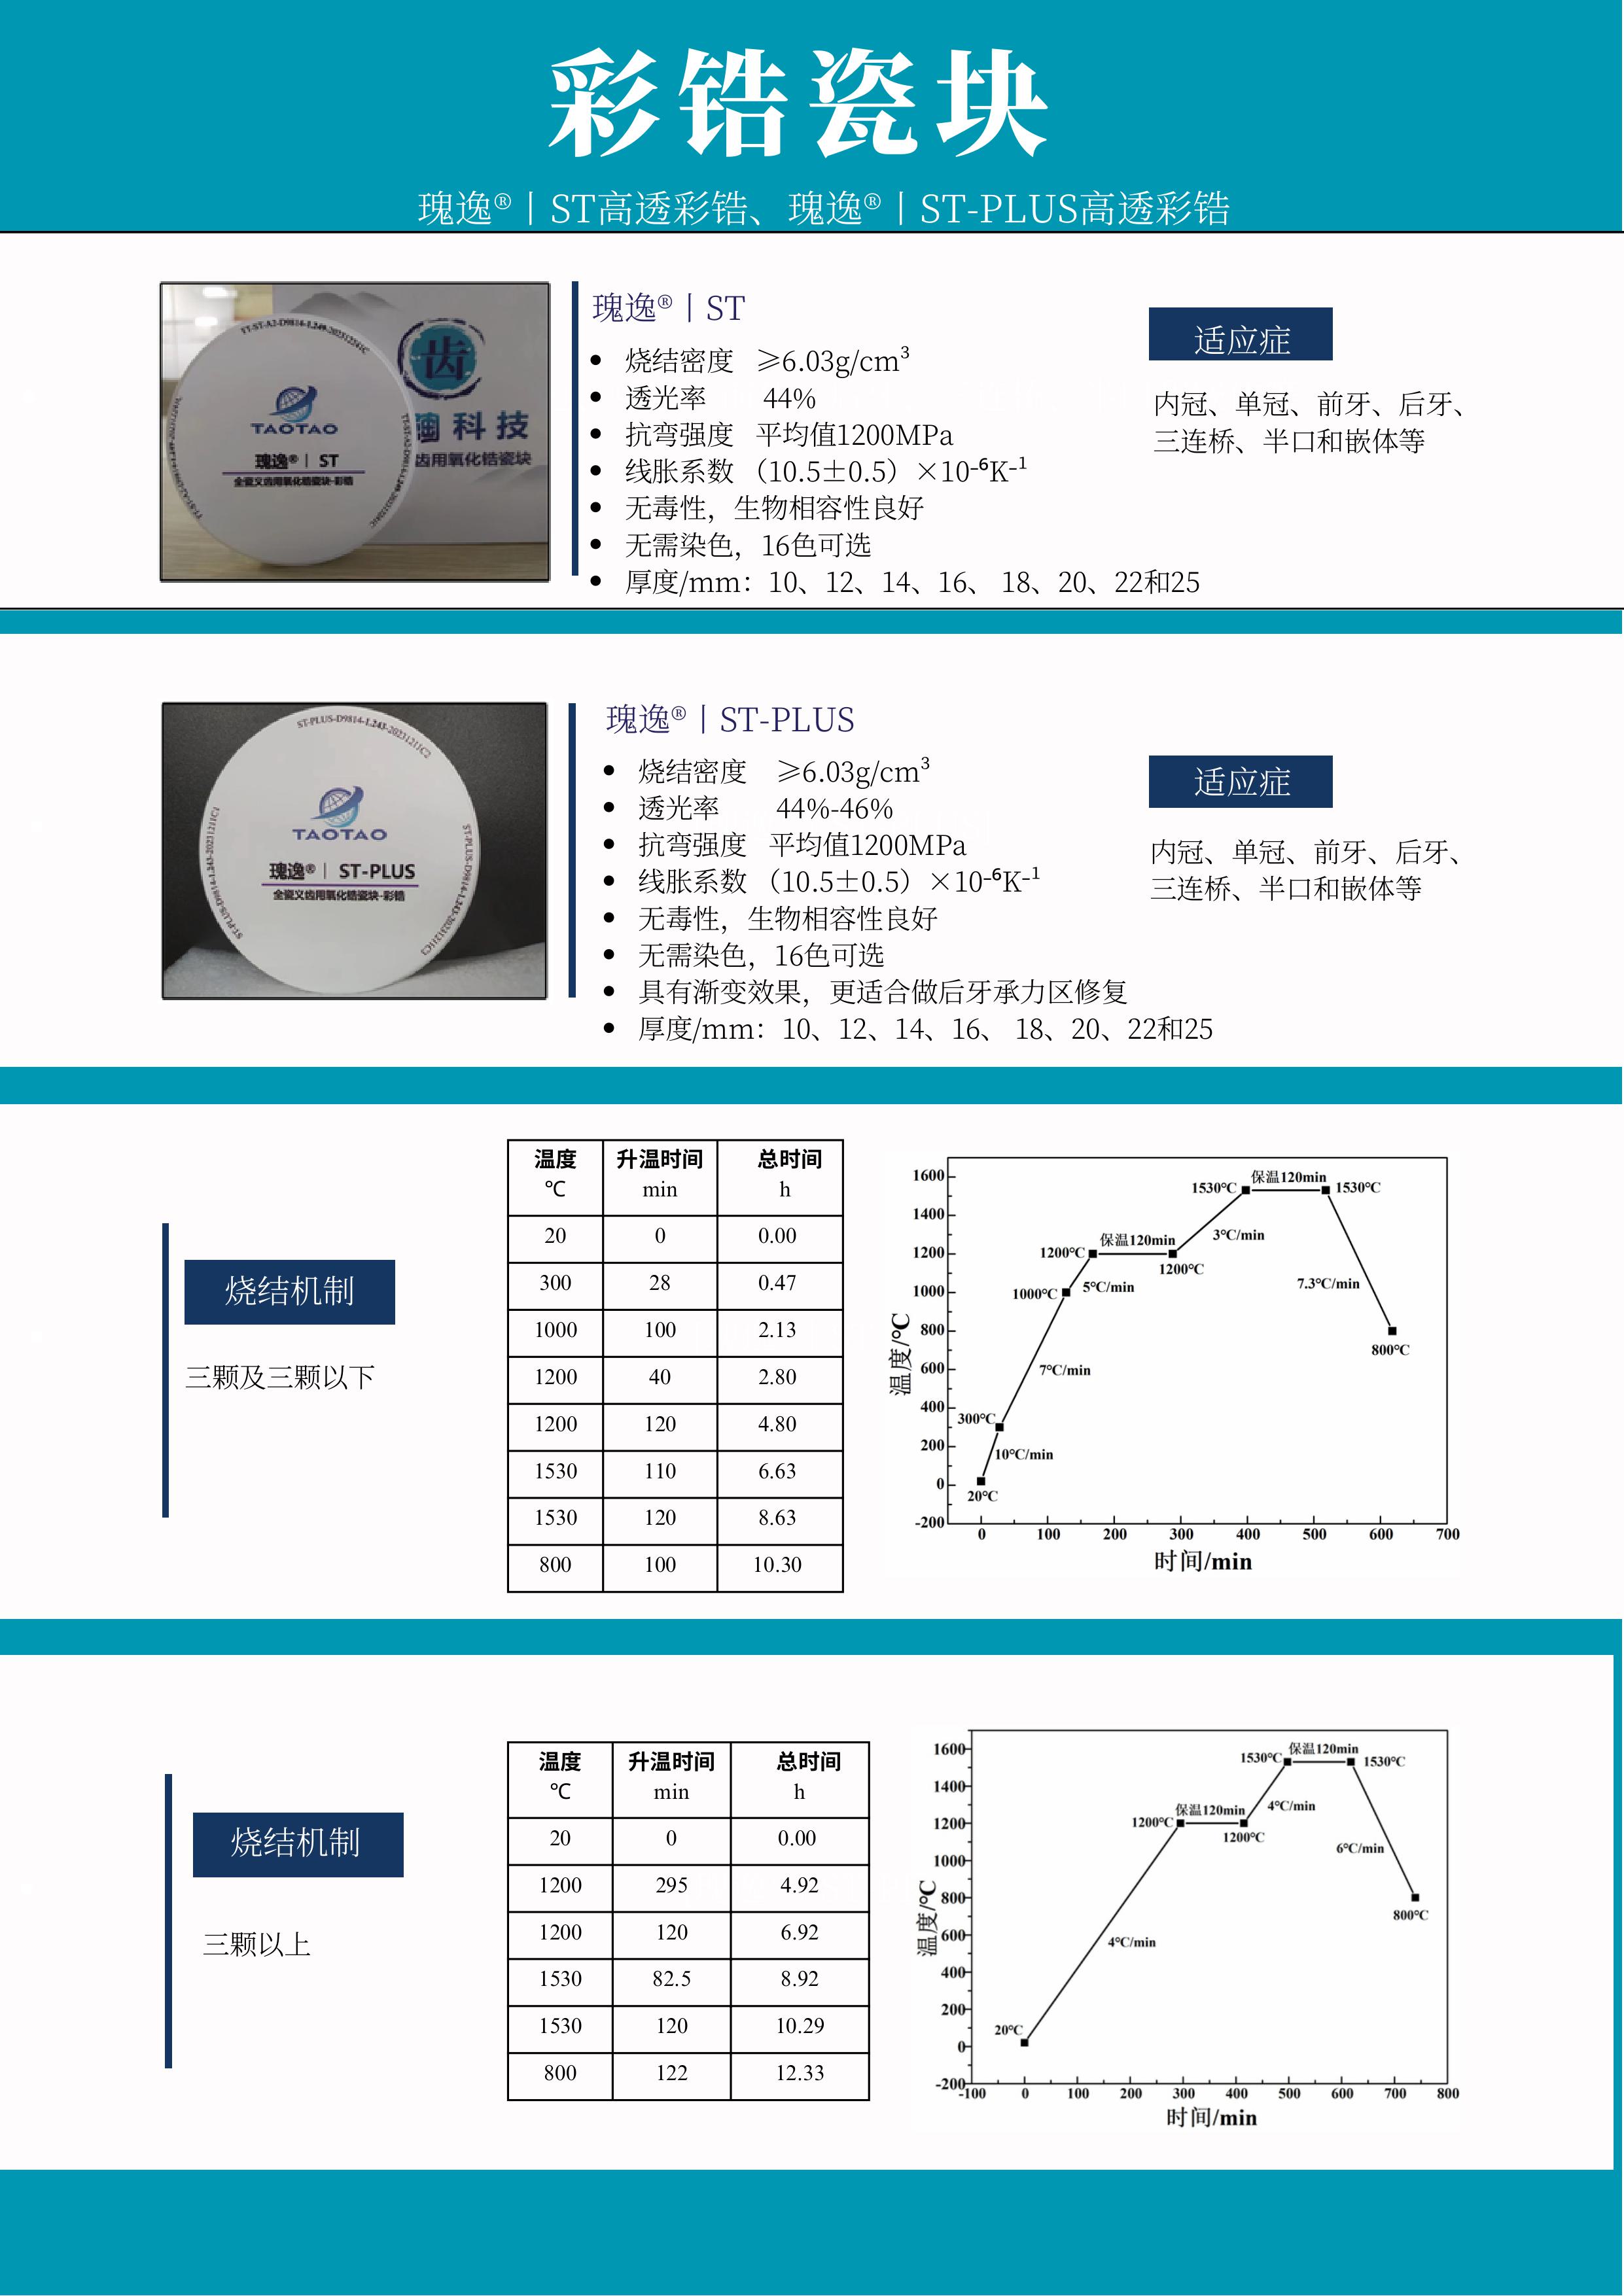 彩锆瓷块
瑰逸®丨ST高透彩锆、瑰逸®丨ST-PLUS高透彩锆
TT-ST-A2-D9814-1.249-20231224C
TAOTAO
瑰逸®丨ST
全瓷义齿用氧化锆瓷块-彩锆
齿
科技
齿用氧化锆瓷块
瑰逸®丨ST
• 烧结密度 ≥6.03g/cm³
• 透光率 44%
• 抗弯强度 平均值1200MPa
• 线胀系数 （10.5±0.5）×10⁻⁶K⁻¹
• 无毒性，生物相容性良好
• 无需染色，16色可选
• 厚度/mm：10、12、14、16、 18、20、22和25
适应症
内冠、单冠、前牙、后牙、
三连桥、半口和嵌体等
ST-PLUS-D9814-1.243-20231211C2
ST-PLUS-D9814-1.243-20231211C1
ST-PLUS-D9814-1.243-20231211C3
TAOTAO
瑰逸®丨ST-PLUS
全瓷义齿用氧化锆瓷块-彩锆
瑰逸®丨ST-PLUS
• 烧结密度 ≥6.03g/cm³
• 透光率 44%-46%
• 抗弯强度 平均值1200MPa
• 线胀系数 （10.5±0.5）×10⁻⁶K⁻¹
• 无毒性，生物相容性良好
• 无需染色，16色可选
• 具有渐变效果，更适合做后牙承力区修复
• 厚度/mm：10、12、14、16、 18、20、22和25
适应症
内冠、单冠、前牙、后牙、
三连桥、半口和嵌体等
烧结机制
三颗及三颗以下
温度 升温时间 总时间
℃ min h
20 0 0.00
300 28 0.47
1000 100 2.13
1200 40 2.80
1200 120 4.80
1530 110 6.63
1530 120 8.63
800 100 10.30
温度/℃
1600
1400
1200
1000
800
600
400
200
0
-200
1530℃ 保温120min 1530℃
3℃/min
1200℃ 保温120min
1200℃
1000℃ 5℃/min
7.3℃/min
800℃
7℃/min
300℃
10℃/min
20℃
0 100 200 300 400 500 600 700
时间/min
烧结机制
三颗以上
温度 升温时间 总时间
℃ min h
20 0 0.00
1200 295 4.92
1200 120 6.92
1530 82.5 8.92
1530 120 10.29
800 122 12.33
温度/℃
1600
1400
1200
1000
800
600
400
200
0
-200
1530℃ 保温120min 1530℃
4℃/min
1200℃ 保温120min
1200℃
6℃/min
800℃
4℃/min
20℃
-100 0 100 200 300 400 500 600 700 800
时间/min